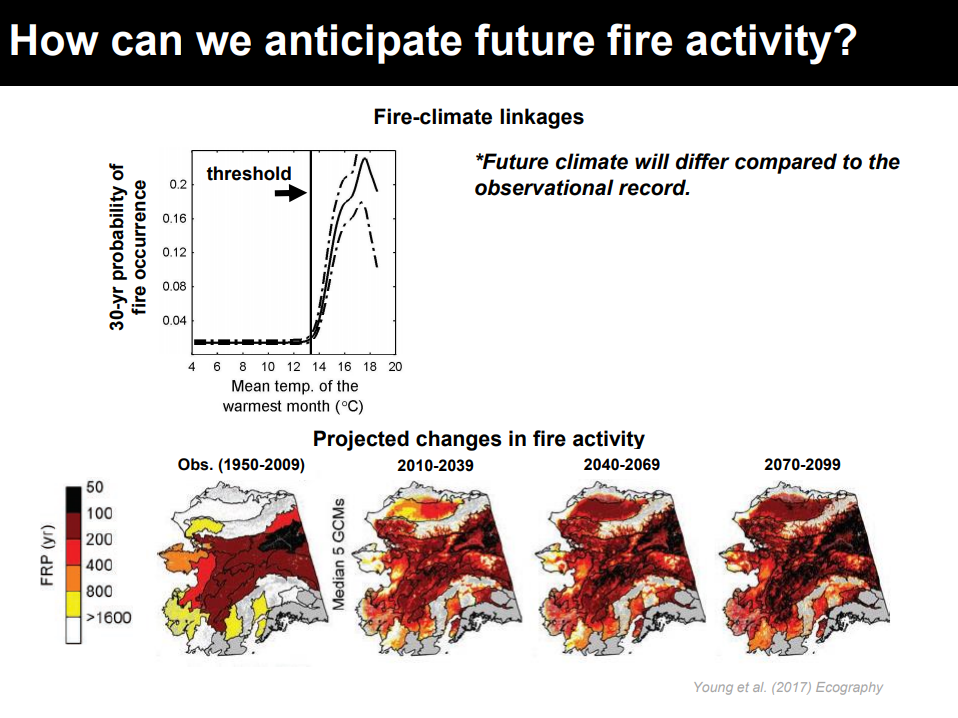 How can we anticipate future fire activity?
Fire-climate linkages
*Future climate will differ compared to the
observational record.
30-yr probability of
fire occurrence
threshold
0.2
0.16
0.12
0.08
0.04
4 6 8 10 12 14 16 18 20
Mean temp. of the
warmest month (°C)
Projected changes in fire activity
Obs. (1950-2009) 2010-2039 2040-2069 2070-2099
FRP (yr)
50
100
200
400
800
>1600
Median 5 GCMs
Young et al. (2017) Ecography